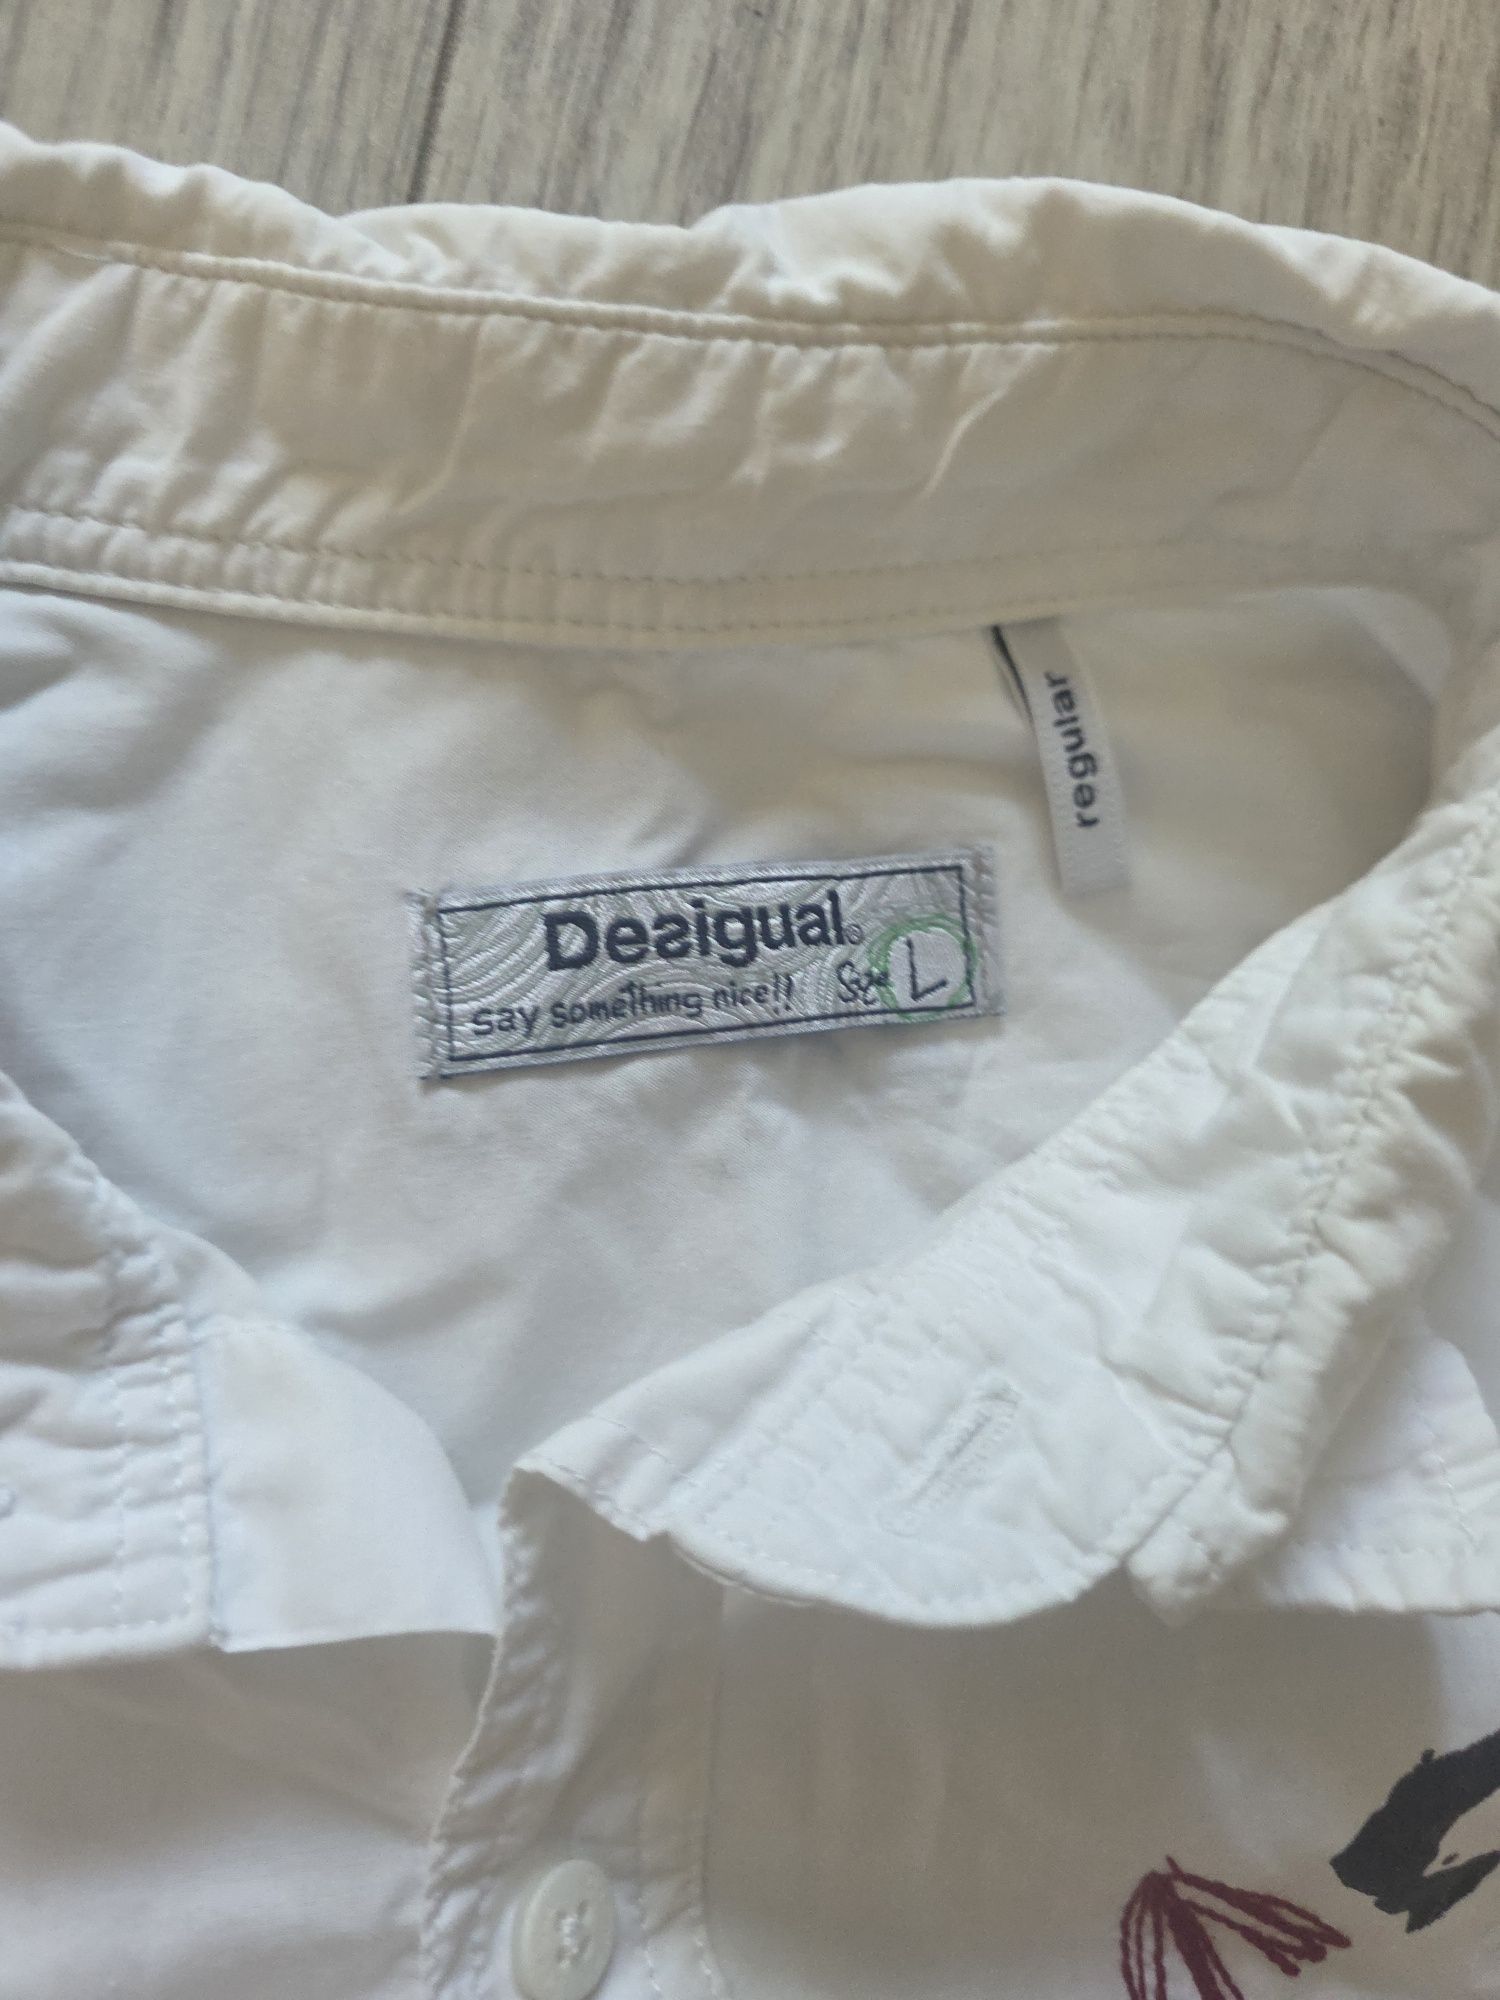 regular
Desigual®
say something nice!! Size L